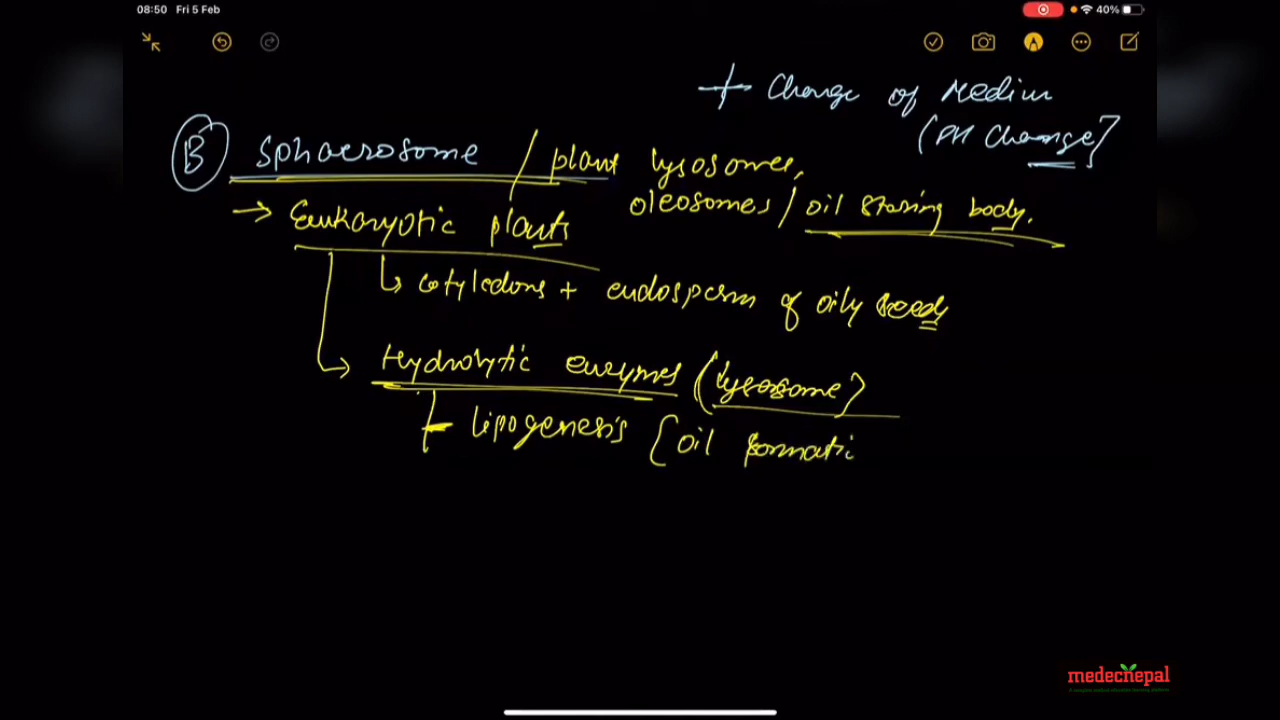 08:50 Fri 5 Feb
40%
+ Change of Medium
(PH Change]
B Sphaerosome / plant lysosomes,
oleosomes / oil storing body.
→ Eukaryotic plants
↳ cotyledons + endosperm of oily seeds
Hydrolytic enzymes (lysosome)
lipogenesis [oil formati
medecnepal